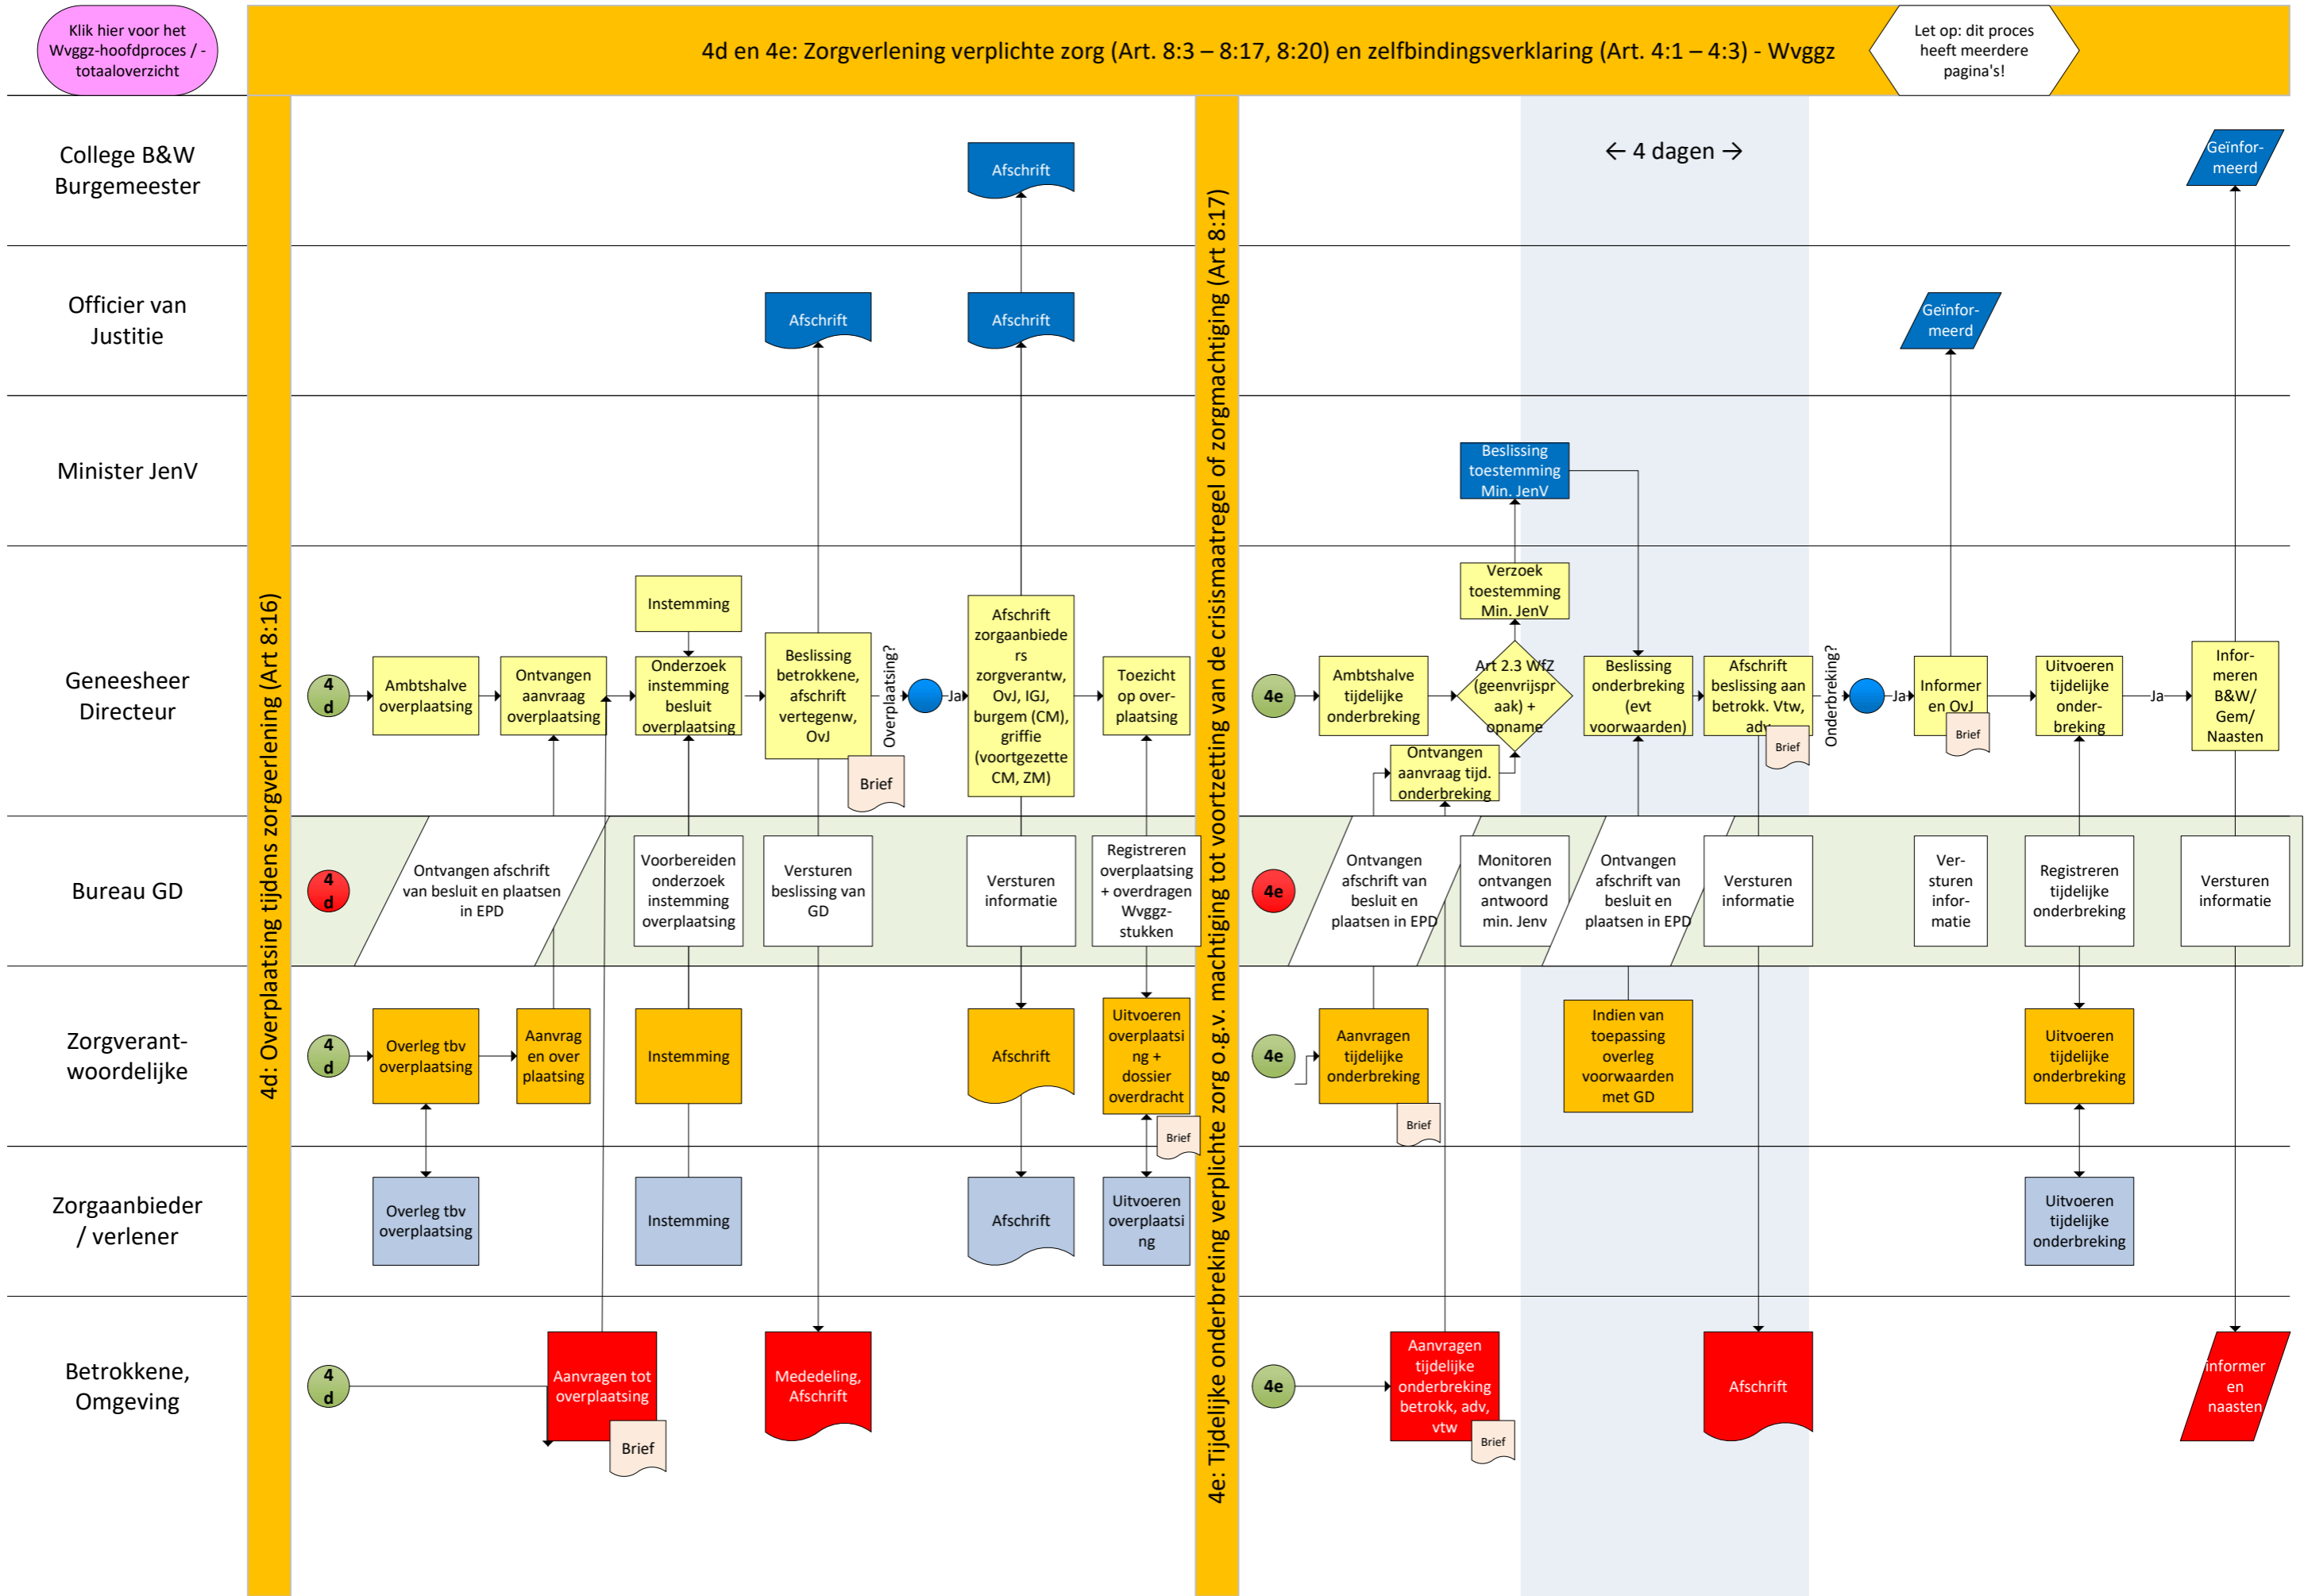 Klik hier voor het
Wvggz-hoofdproces / -
totaaloverzicht
4d en 4e: Zorgverlening verplichte zorg (Art. 8:3 – 8:17, 8:20) en zelfbindingsverklaring (Art. 4:1 – 4:3) - Wvggz
Let op: dit proces
heeft meerdere
pagina's!
4d: Overplaatsing tijdens zorgverlening (Art 8:16)
4e: Tijdelijke onderbreking verplichte zorg o.g.v. machtiging tot voortzetting van de crisismaatregel of zorgmachtiging (Art 8:17)
College B&W
Burgemeester
Afschrift
← 4 dagen →
Geïnfor-
meerd
Officier van
Justitie
Afschrift
Afschrift
Geïnfor-
meerd
Minister JenV
Beslissing
toestemming
Min. JenV
Geneesheer
Directeur
4
d
Ambtshalve
overplaatsing
Ontvangen
aanvraag
overplaatsing
Instemming
Onderzoek
instemming
besluit
overplaatsing
Beslissing
betrokkene,
afschrift
vertegenw,
OvJ
Brief
Overplaatsing?
Ja
Afschrift
zorgaanbiede
rs
zorgverantw,
OvJ, IGJ,
burgem (CM),
griffie
(voortgezette
CM, ZM)
Toezicht
op over-
plaatsing
4e
Ambtshalve
tijdelijke
onderbreking
Verzoek
toestemming
Min. JenV
Art 2.3 WfZ
(geenvrijspr
aak) +
opname
Ontvangen
aanvraag tijd.
onderbreking
Beslissing
onderbreking
(evt
voorwaarden)
Afschrift
beslissing aan
betrokk. Vtw,
adv
Brief
Onderbreking?
Ja
Informer
en OvJ
Brief
Uitvoeren
tijdelijke
onder-
breking
Ja
Infor-
meren
B&W/
Gem/
Naasten
Bureau GD
4
d
Ontvangen afschrift
van besluit en plaatsen
in EPD
Voorbereiden
onderzoek
instemming
overplaatsing
Versturen
beslissing van
GD
Versturen
informatie
Registreren
overplaatsing
+ overdragen
Wvggz-
stukken
4e
Ontvangen
afschrift van
besluit en
plaatsen in EPD
Monitoren
ontvangen
antwoord
min. Jenv
Ontvangen
afschrift van
besluit en
plaatsen in EPD
Versturen
informatie
Ver-
sturen
infor-
matie
Registreren
tijdelijke
onderbreking
Versturen
informatie
Zorgverant-
woordelijke
4
d
Overleg tbv
overplaatsing
Aanvrag
en over
plaatsing
Instemming
Afschrift
Uitvoeren
overplaatsi
ng +
dossier
overdracht
Brief
4e
Aanvragen
tijdelijke
onderbreking
Brief
Indien van
toepassing
overleg
voorwaarden
met GD
Uitvoeren
tijdelijke
onderbreking
Zorgaanbieder
/ verlener
Overleg tbv
overplaatsing
Instemming
Afschrift
Uitvoeren
overplaatsi
ng
Uitvoeren
tijdelijke
onderbreking
Betrokkene,
Omgeving
4
d
Aanvragen tot
overplaatsing
Brief
Mededeling,
Afschrift
4e
Aanvragen
tijdelijke
onderbreking
betrokk, adv,
vtw
Brief
Afschrift
informer
en
naasten